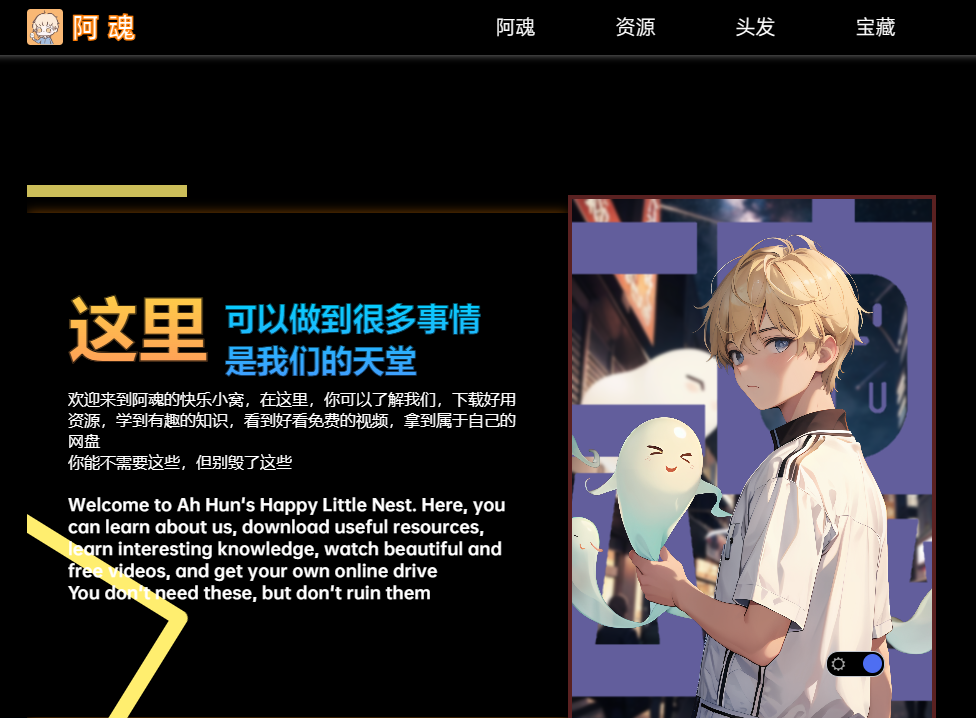 阿 魂
阿魂 资源 头发 宝藏
这里
可以做到很多事情
是我们的天堂
欢迎来到阿魂的快乐小窝，在这里，你可以了解我们，下载好用
资源，学到有趣的知识，看到好看免费的视频，拿到属于自己的
网盘
你能不需要这些，但别毁了这些
Welcome to Ah Hun's Happy Little Nest. Here, you
can learn about us, download useful resources,
learn interesting knowledge, watch beautiful and
free videos, and get your own online drive
You don't need these, but don't ruin them